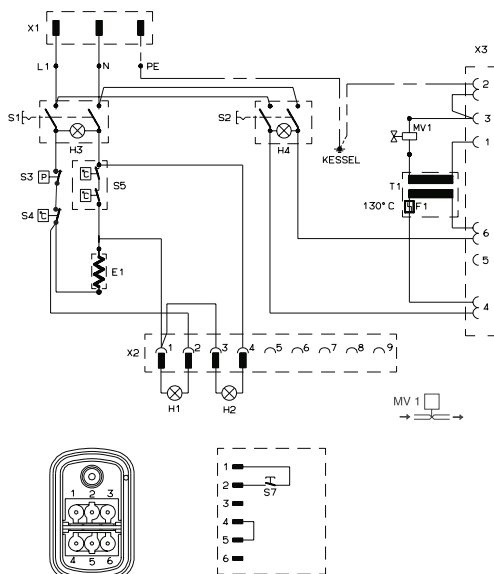 X1
X3
L1
N
PE
2
S1
S2
3
MV1
H3
H4
KESSEL
1
S3
P
°C
S5
T1
S4
°C
°C
130°C
F1
6
E1
5
4
X2
1
2
3
4
5
6
7
8
9
H1
H2
MV 1
1 2 3
4 5 6
1
2
S7
3
4
5
6